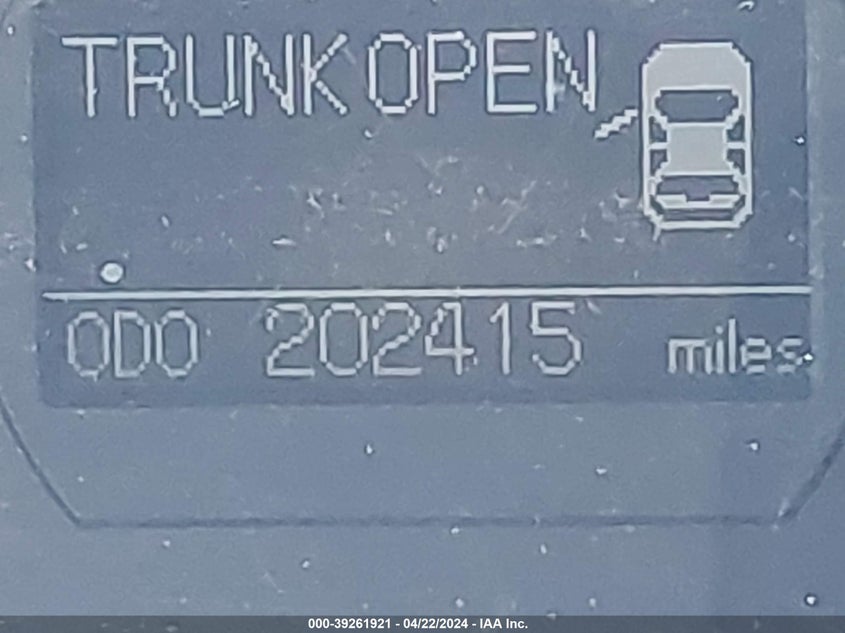 TRUNK OPEN
ODO 202415 miles
000-39261921 - 04/22/2024 - IAA Inc.